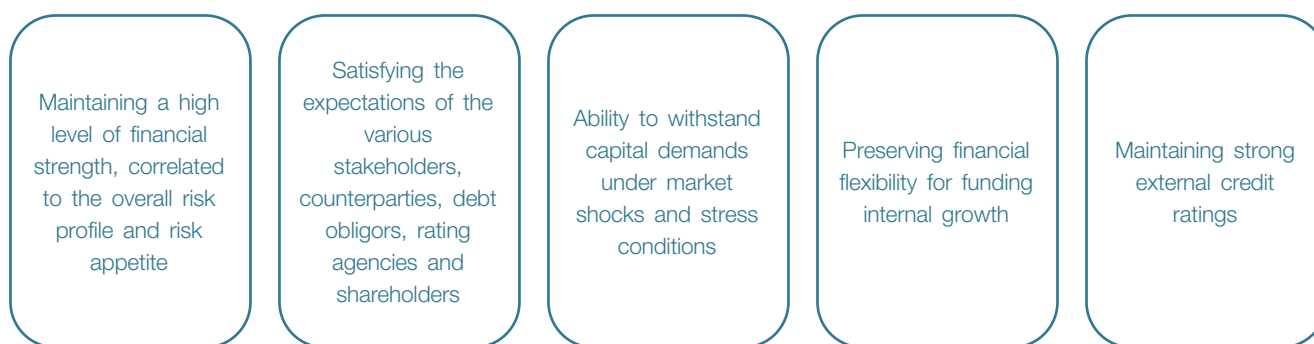 Maintaining a high
level of financial
strength, correlated
to the overall risk
profile and risk
appetite
Satisfying the
expectations of the
various
stakeholders,
counterparties, debt
obligors, rating
agencies and
shareholders
Ability to withstand
capital demands
under market
shocks and stress
conditions
Preserving financial
flexibility for funding
internal growth
Maintaining strong
external credit
ratings